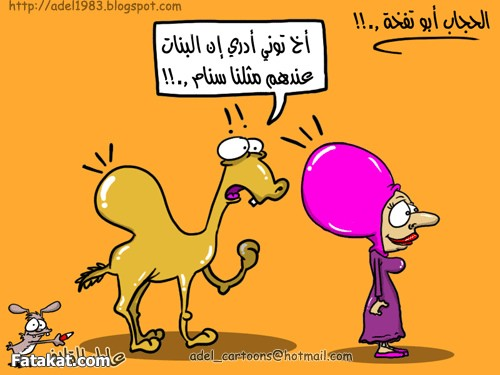 http://adel1983.blogspot.com
الحجاب أبو نفخة ,.!!
أخ توني أدري إن البنات
عندهم مثلنا سنام ,.!!
!!
adel_cartoons@hotmail.com
Fatakat.com